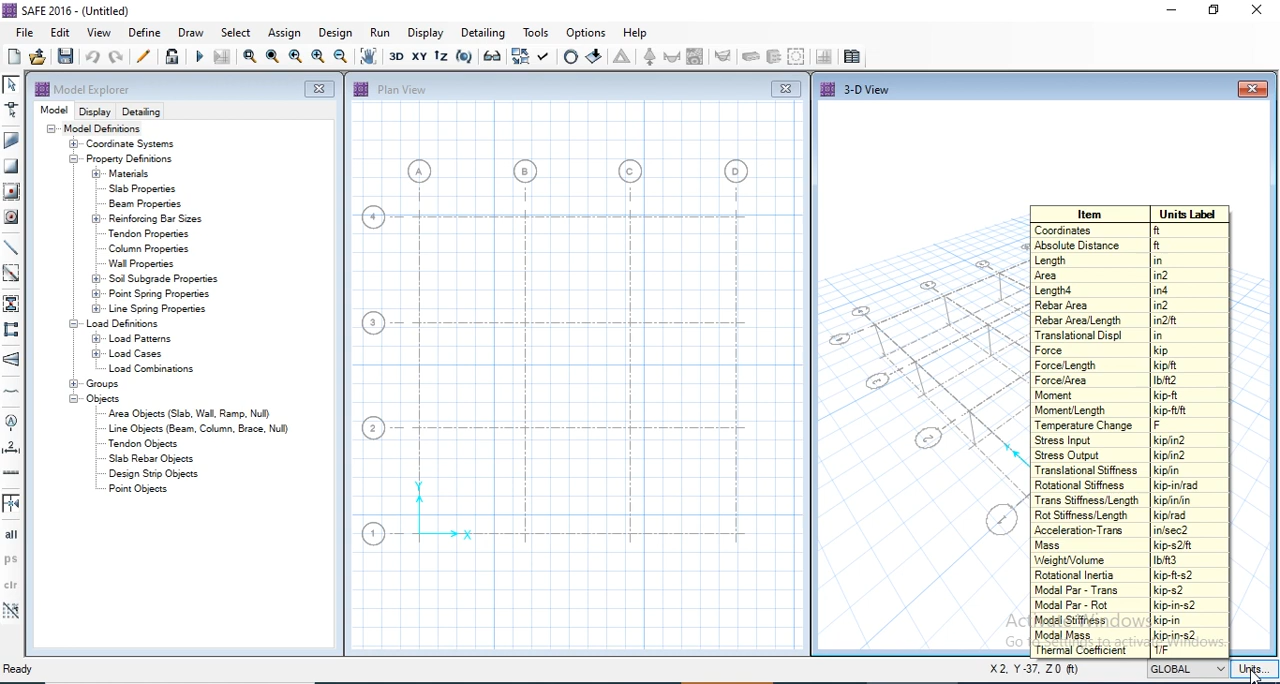 SAFE 2016 - (Untitled)
File Edit View Define Draw Select Assign Design Run Display Detailing Tools Options Help
3D XY
Model Explorer
Model Display Detailing
Model Definitions
Coordinate Systems
Property Definitions
Materials
Slab Properties
Beam Properties
Reinforcing Bar Sizes
Tendon Properties
Column Properties
Wall Properties
Soil Subgrade Properties
Point Spring Properties
Line Spring Properties
Load Definitions
Load Patterns
Load Cases
Load Combinations
Groups
Objects
Area Objects (Slab, Wall, Ramp, Null)
Line Objects (Beam, Column, Brace, Null)
Tendon Objects
Slab Rebar Objects
Design Strip Objects
Point Objects
all
ps
clr
Plan View
A B C D
4
3
2
1
Y
X
3-D View
Item Units Label
Coordinates ft
Absolute Distance ft
Length in
Area in2
Length4 in4
Rebar Area in2
Rebar Area/Length in2/ft
Translational Displ in
Force kip
Force/Length kip/ft
Force/Area lb/ft2
Moment kip-ft
Moment/Length kip-ft/ft
Temperature Change F
Stress Input kip/in2
Stress Output kip/in2
Translational Stiffness kip/in
Rotational Stiffness kip-in/rad
Trans Stiffness/Length kip/in/in
Rot Stiffness/Length kip/rad
Acceleration-Trans in/sec2
Mass kip-s2/ft
Weight/Volume lb/ft3
Rotational Inertia kip-ft-s2
Modal Par - Trans kip-s2
Modal Par - Rot kip-in-s2
Modal Stiffness kip-in
Modal Mass kip-in-s2
Thermal Coefficient 1/F
Activate Windows
Go to Settings to activate Windows.
Ready
X 2, Y -37, Z 0 (ft) GLOBAL Units...